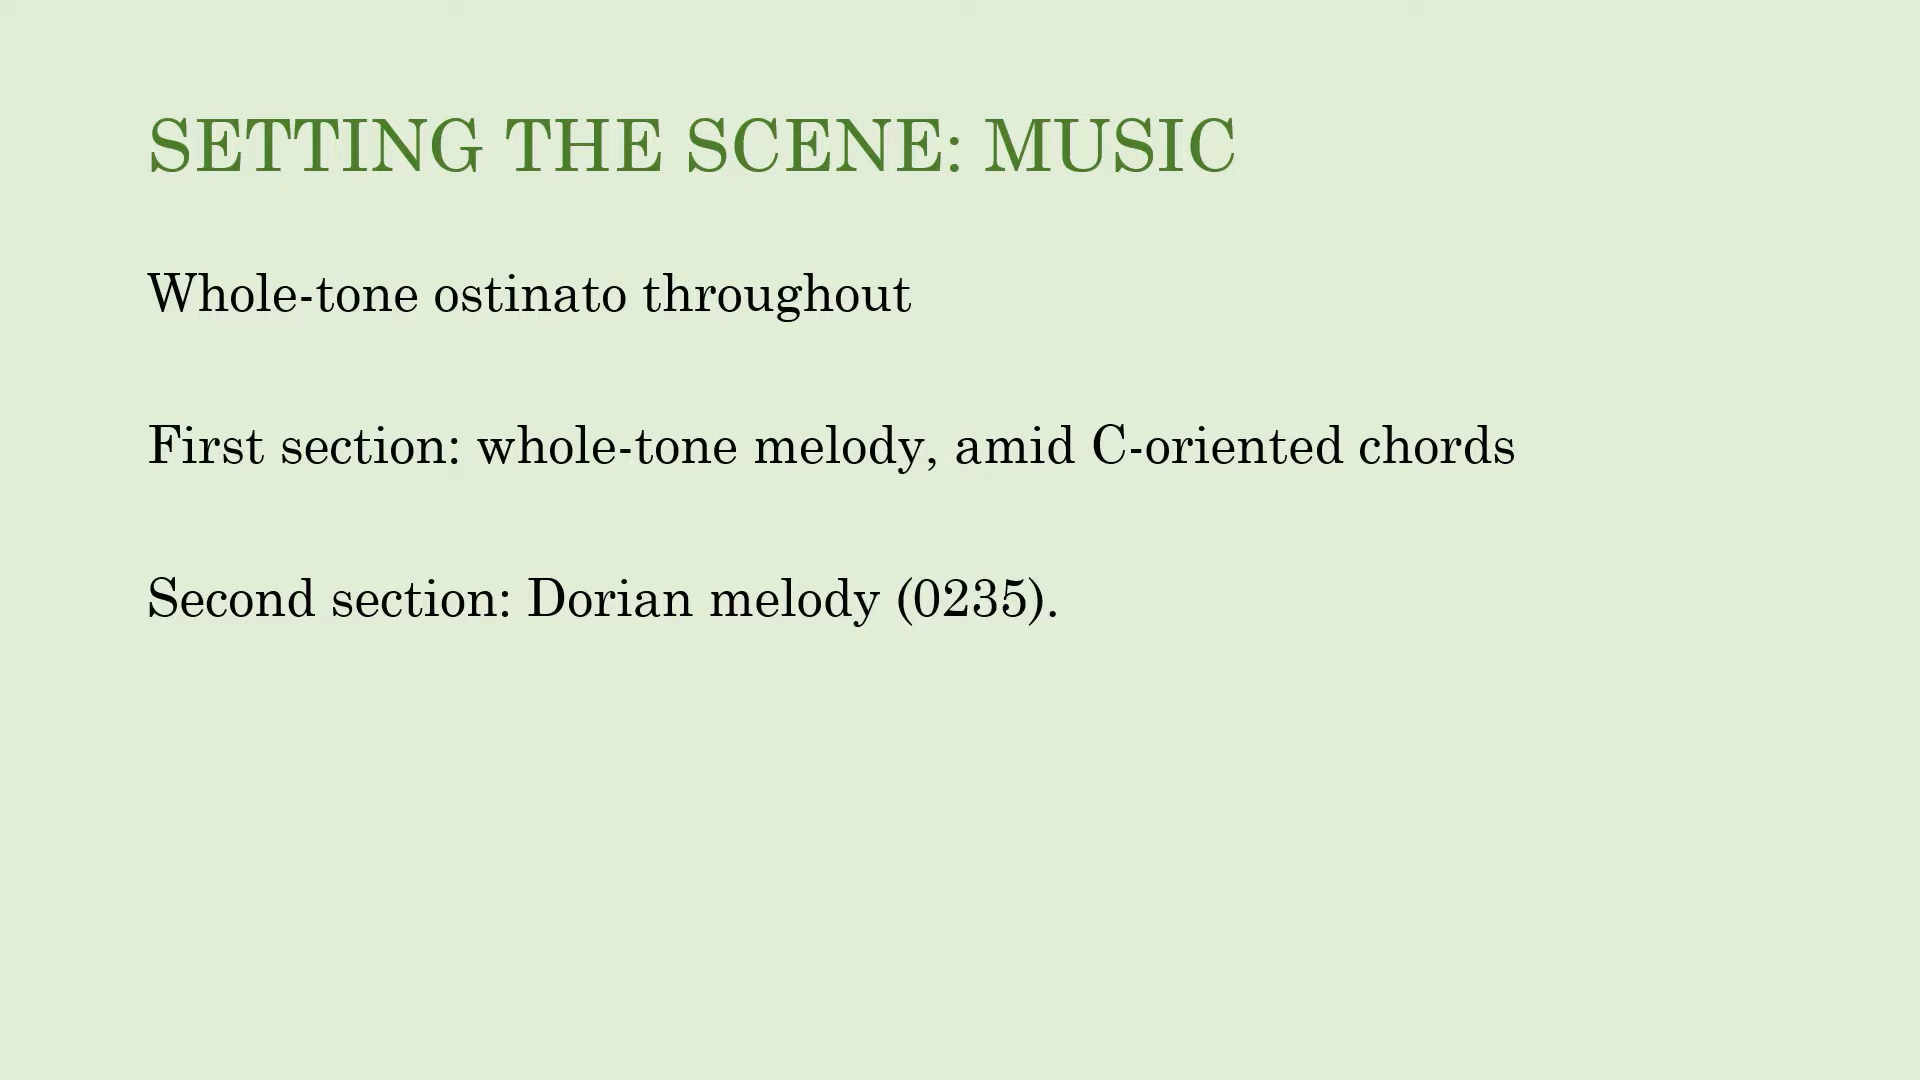 SETTING THE SCENE: MUSIC
Whole-tone ostinato throughout
First section: whole-tone melody, amid C-oriented chords
Second section: Dorian melody (0235).